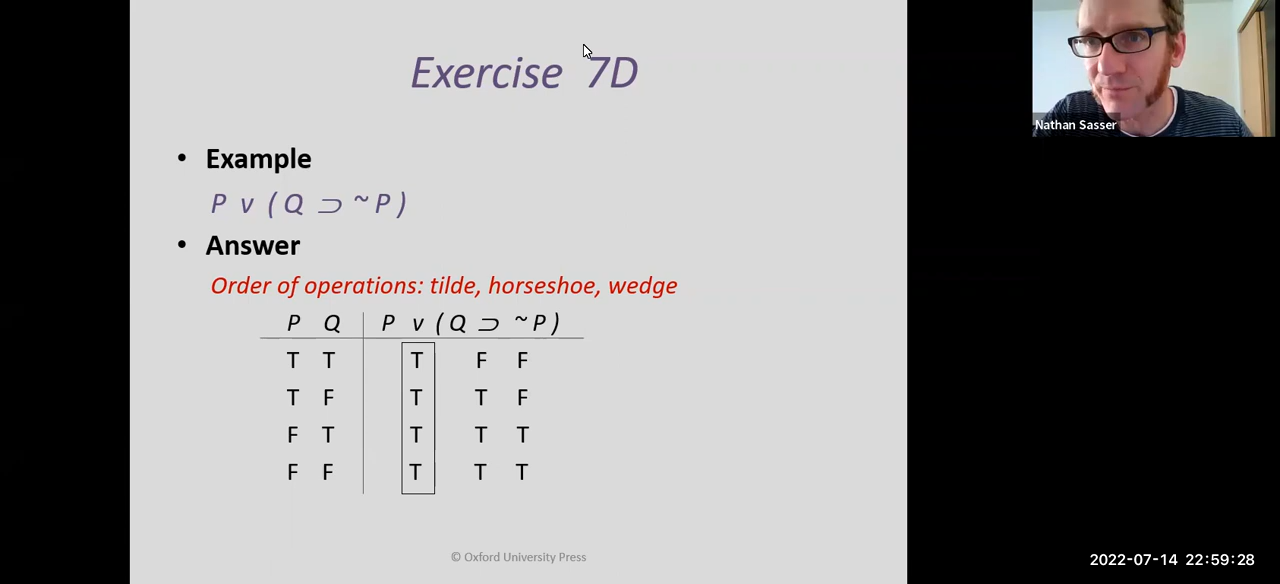 Exercise 7D
Nathan Sasser
• Example
P v ( Q ⊃ ~ P )
• Answer
Order of operations: tilde, horseshoe, wedge
P Q P v ( Q ⊃ ~ P )
T T T F F
T F T T F
F T T T T
F F T T T
© Oxford University Press
2022-07-14 22:59:28